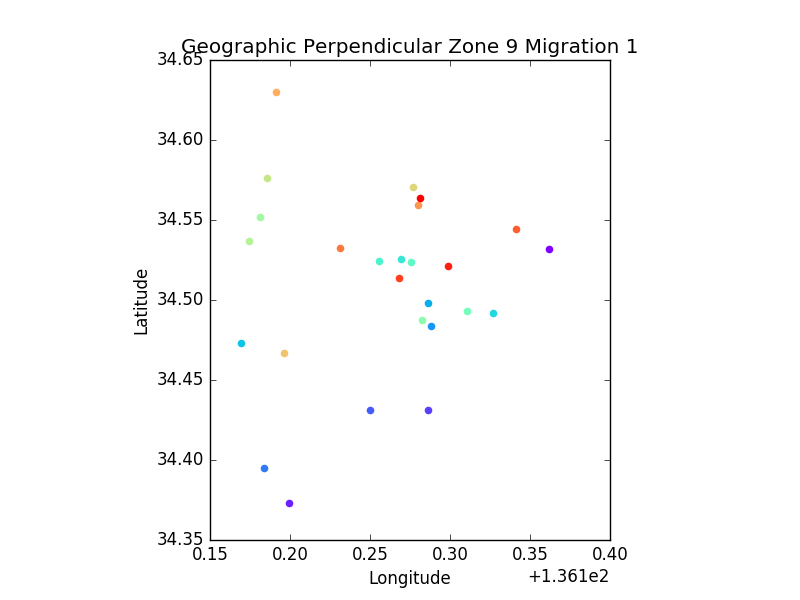 Geographic Perpendicular Zone 9 Migration 1
34.65
34.60
34.55
34.50
34.45
34.40
34.35
Latitude
0.15 0.20 0.25 0.30 0.35 0.40
Longitude
+1.361e2